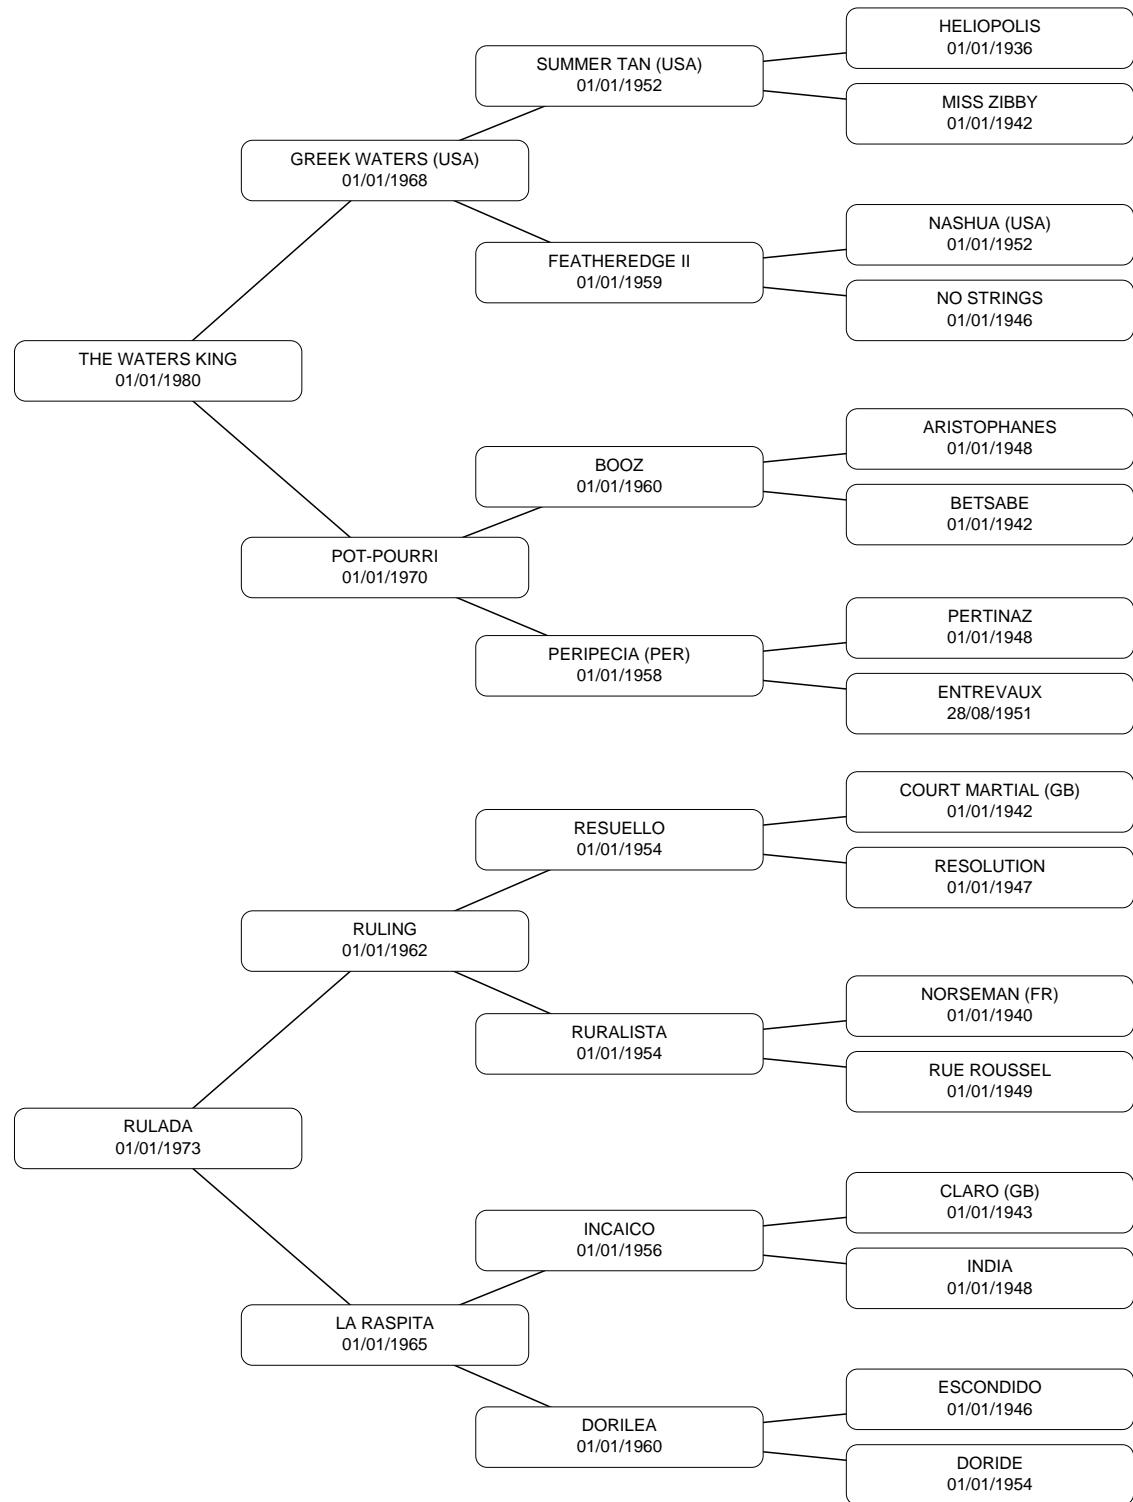 HELIOPOLIS
01/01/1936
SUMMER TAN (USA)
01/01/1952
MISS ZIBBY
01/01/1942
GREEK WATERS (USA)
01/01/1968
NASHUA (USA)
01/01/1952
FEATHEREDGE II
01/01/1959
NO STRINGS
01/01/1946
THE WATERS KING
01/01/1980
ARISTOPHANES
01/01/1948
BOOZ
01/01/1960
BETSABE
01/01/1942
POT-POURRI
01/01/1970
PERTINAZ
01/01/1948
PERIPECIA (PER)
01/01/1958
ENTREVAUX
28/08/1951
COURT MARTIAL (GB)
01/01/1942
RESUELLO
01/01/1954
RESOLUTION
01/01/1947
RULING
01/01/1962
NORSEMAN (FR)
01/01/1940
RURALISTA
01/01/1954
RUE ROUSSEL
01/01/1949
RULADA
01/01/1973
CLARO (GB)
01/01/1943
INCAICO
01/01/1956
INDIA
01/01/1948
LA RASPITA
01/01/1965
ESCONDIDO
01/01/1946
DORILEA
01/01/1960
DORIDE
01/01/1954